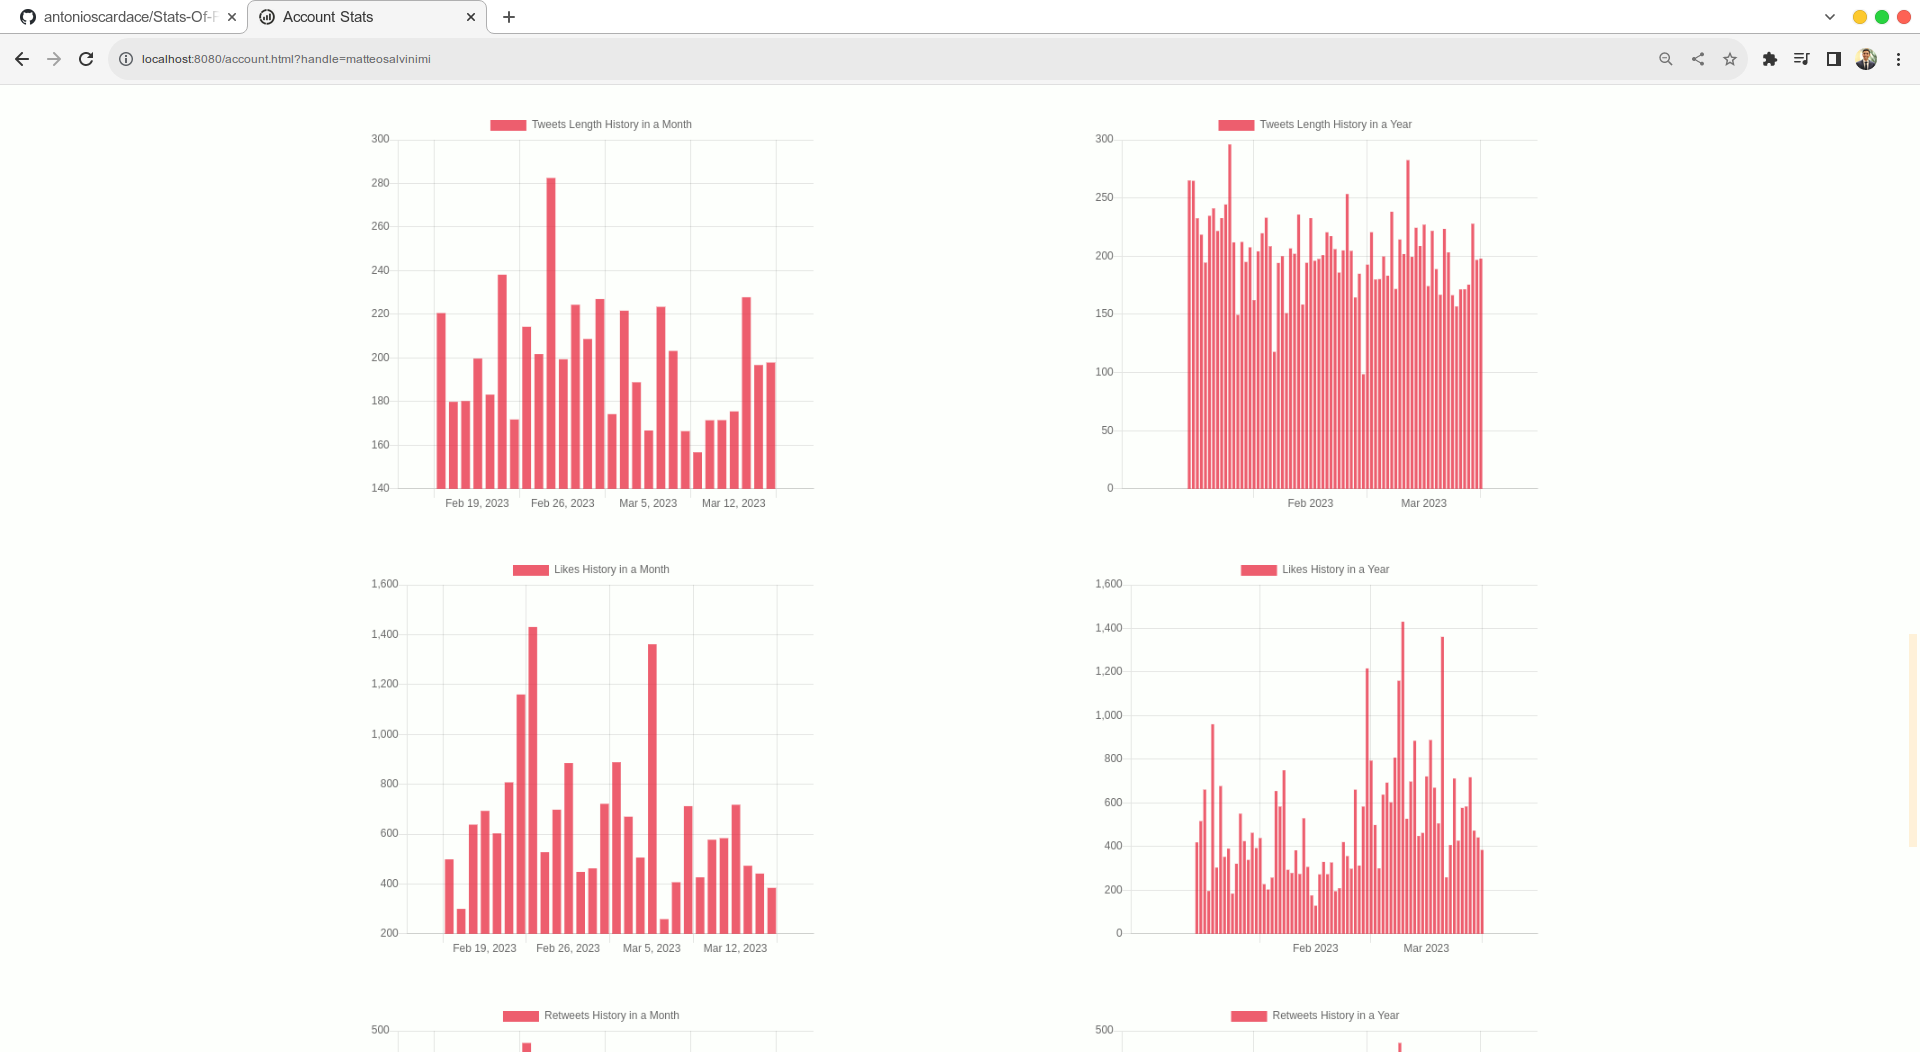 antonioscardace/Stats-Of-
Account Stats
localhost:8080/account.html?handle=matteosalvinimi
Tweets Length History in a Month
300
280
260
240
220
200
180
160
140
Feb 19, 2023 Feb 26, 2023 Mar 5, 2023 Mar 12, 2023
Tweets Length History in a Year
300
250
200
150
100
50
0
Feb 2023 Mar 2023
Likes History in a Month
1,600
1,400
1,200
1,000
800
600
400
200
Feb 19, 2023 Feb 26, 2023 Mar 5, 2023 Mar 12, 2023
Likes History in a Year
1,600
1,400
1,200
1,000
800
600
400
200
0
Feb 2023 Mar 2023
Retweets History in a Month
500
Retweets History in a Year
500